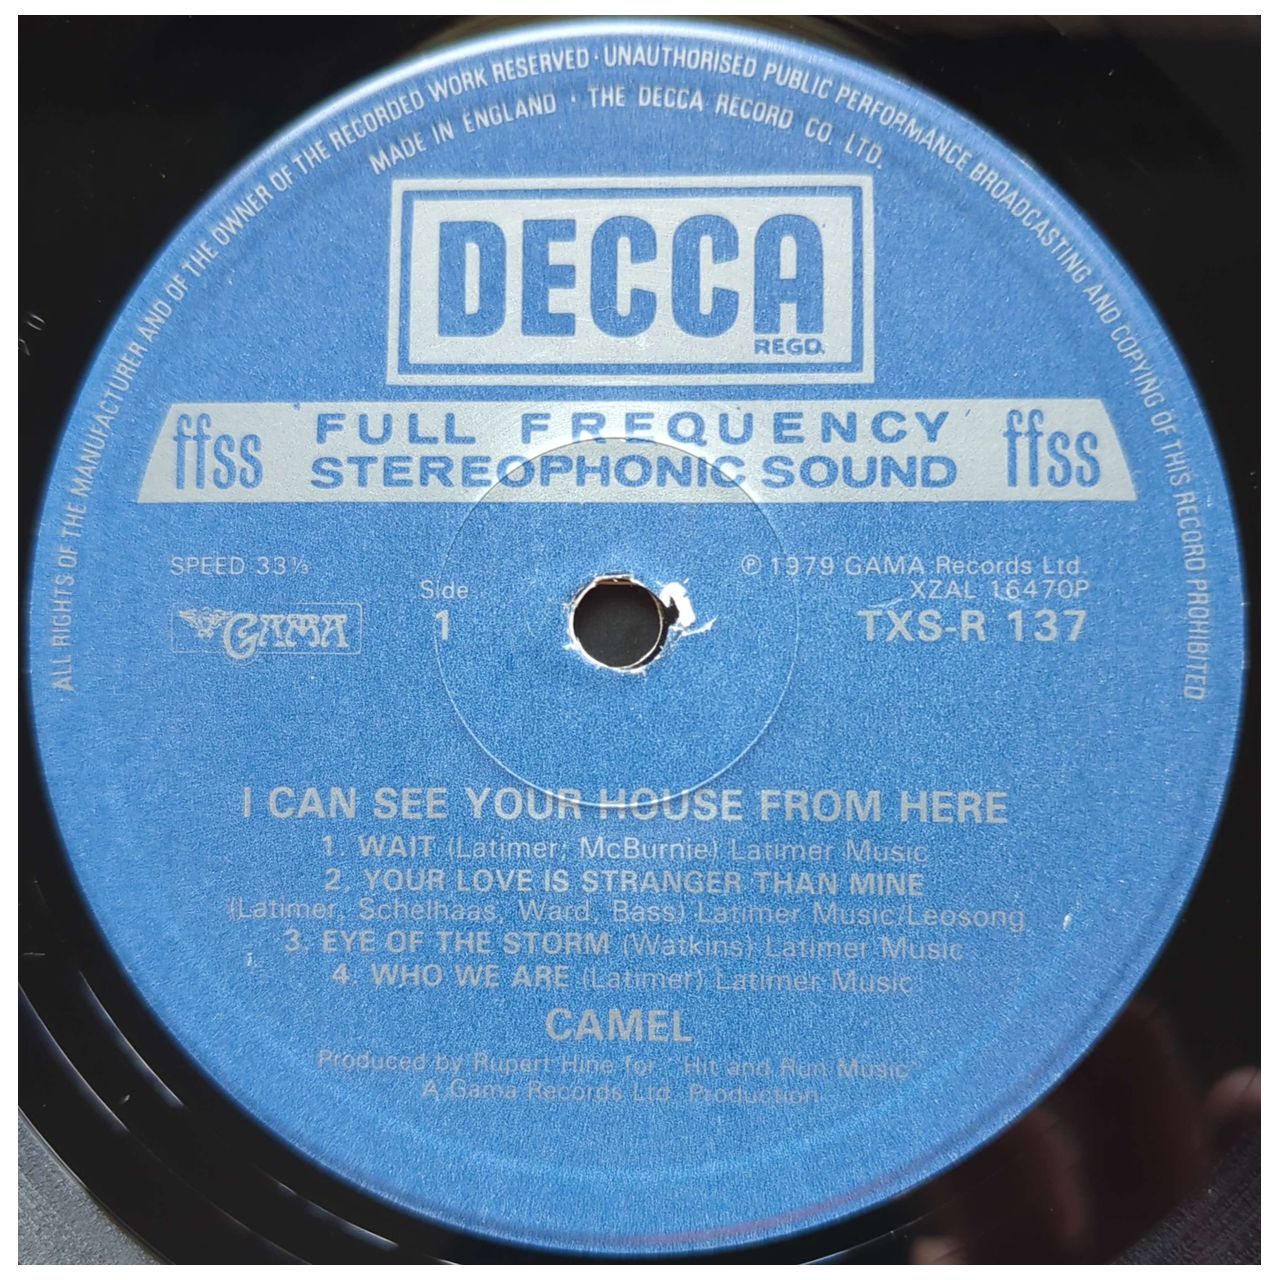 ALL RIGHTS OF THE MANUFACTURER AND OF THE OWNER OF THE RECORDED WORK RESERVED · UNAUTHORISED PUBLIC PERFORMANCE BROADCASTING AND COPYING OF THIS RECORD PROHIBITED
MADE IN ENGLAND · THE DECCA RECORD CO. LTD.
DECCA
REGD.
ffss FULL FREQUENCY STEREOPHONIC SOUND ffss
SPEED 33⅓
℗ 1979 GAMA Records Ltd.
XZAL 16470P
GAMA
Side
1
TXS-R 137
I CAN SEE YOUR HOUSE FROM HERE
1. WAIT (Latimer; McBurnie) Latimer Music
2. YOUR LOVE IS STRANGER THAN MINE
(Latimer, Schelhaas, Ward, Bass) Latimer Music/Leosong
3. EYE OF THE STORM (Watkins) Latimer Music
4. WHO WE ARE (Latimer) Latimer Music
CAMEL
Produced by Rupert Hine for "Hit and Run Music"
A Gama Records Ltd. Production